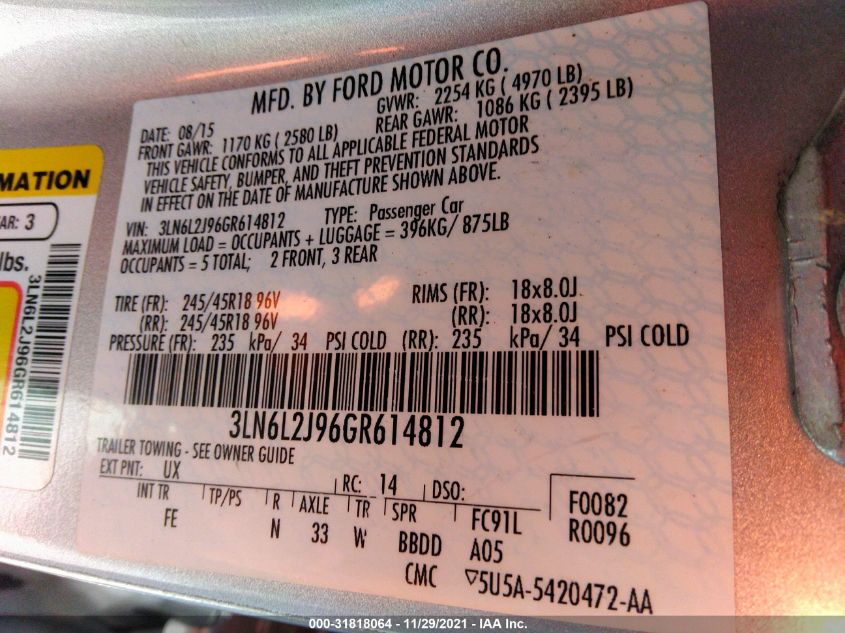 MFD. BY FORD MOTOR CO.
DATE: 08/15 GVWR: 2254 KG ( 4970 LB)
FRONT GAWR: 1170 KG ( 2580 LB) REAR GAWR: 1086 KG ( 2395 LB)
THIS VEHICLE CONFORMS TO ALL APPLICABLE FEDERAL MOTOR
VEHICLE SAFETY, BUMPER, AND THEFT PREVENTION STANDARDS
IN EFFECT ON THE DATE OF MANUFACTURE SHOWN ABOVE.
VIN: 3LN6L2J96GR614812 TYPE: Passenger Car
MAXIMUM LOAD = OCCUPANTS + LUGGAGE = 396KG/ 875LB
OCCUPANTS = 5 TOTAL; 2 FRONT, 3 REAR
TIRE (FR): 245/45R18 96V RIMS (FR): 18x8.0J
(RR): 245/45R18 96V (RR): 18x8.0J
PRESSURE (FR): 235 kPa/ 34 PSI COLD (RR): 235 kPa/ 34 PSI COLD
3LN6L2J96GR614812
TRAILER TOWING - SEE OWNER GUIDE
EXT PNT: UX RC: 14 DSO: F0082
INT TR TP/PS R AXLE TR SPR FC91L R0096
FE N 33 W BBDD A05
CMC 5U5A-5420472-AA
MATION
AR: 3
lbs.
3LN6L2J96GR614812
000-31818064 - 11/29/2021 - IAA Inc.